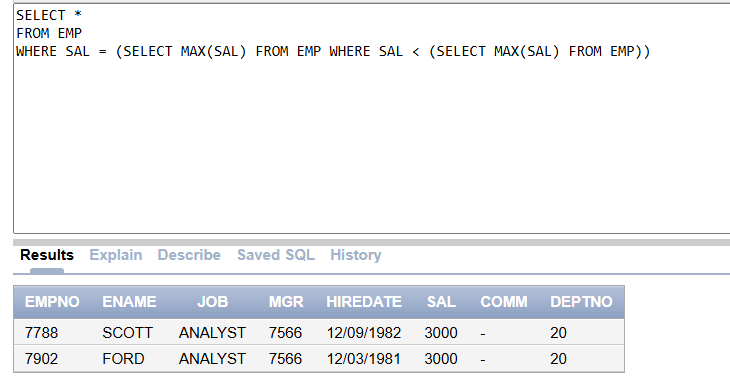 SELECT *
FROM EMP
WHERE SAL = (SELECT MAX(SAL) FROM EMP WHERE SAL < (SELECT MAX(SAL) FROM EMP))
Results Explain Describe Saved SQL History
EMPNO ENAME JOB MGR HIREDATE SAL COMM DEPTNO
7788 SCOTT ANALYST 7566 12/09/1982 3000 - 20
7902 FORD ANALYST 7566 12/03/1981 3000 - 20